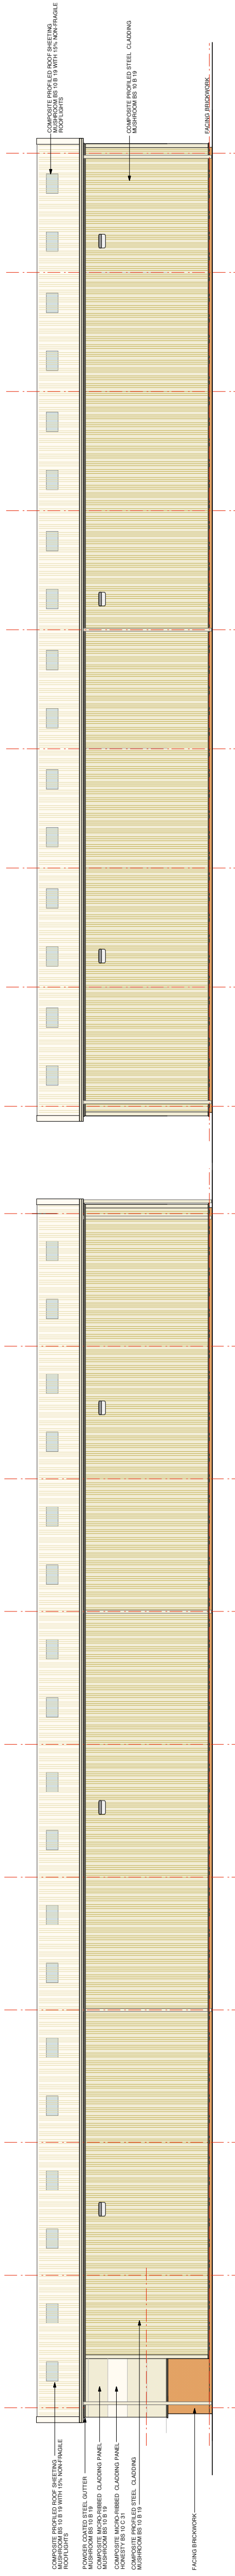 COMPOSITE PROFILED ROOF SHEETING
MUSHROOM BS 10 B 19 WITH 15% NON-FRAGILE
ROOFLIGHTS
COMPOSITE PROFILED STEEL CLADDING
MUSHROOM BS 10 B 19
FACING BRICKWORK
COMPOSITE PROFILED ROOF SHEETING
MUSHROOM BS 10 B 19 WITH 15% NON-FRAGILE
ROOFLIGHTS
POWDER COATED STEEL GUTTER
MUSHROOM BS 10 B 19
COMPOSITE MICRO-RIBBED CLADDING PANEL
MUSHROOM BS 10 B 19
COMPOSITE MICRO-RIBBED CLADDING PANEL
HONESTY BS 10 C 31
COMPOSITE PROFILED STEEL CLADDING
MUSHROOM BS 10 B 19
FACING BRICKWORK